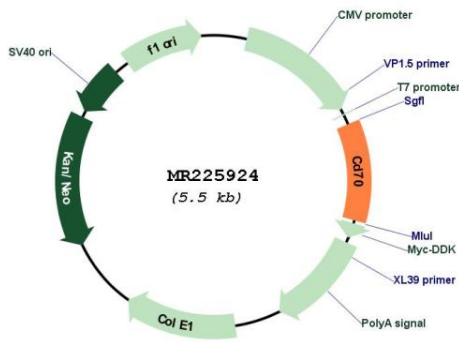 CMV promoter
SV40 ori
f1 ori
VP1.5 primer
T7 promoter
SgfI
Kan/ Neo
MR225924
(5.5 kb)
Cd70
MluI
Myc-DDK
XL39 primer
Col E1
PolyA signal